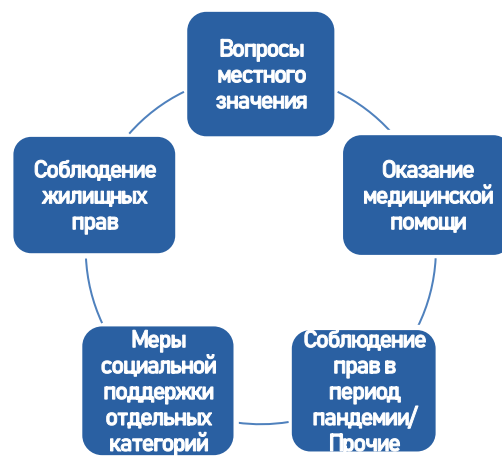 Вопросы
местного
значения
Оказание
медицинской
помощи
Соблюдение
прав в
период
пандемии/
Прочие
Меры
социальной
поддержки
отдельных
категорий
Соблюдение
жилищных
прав